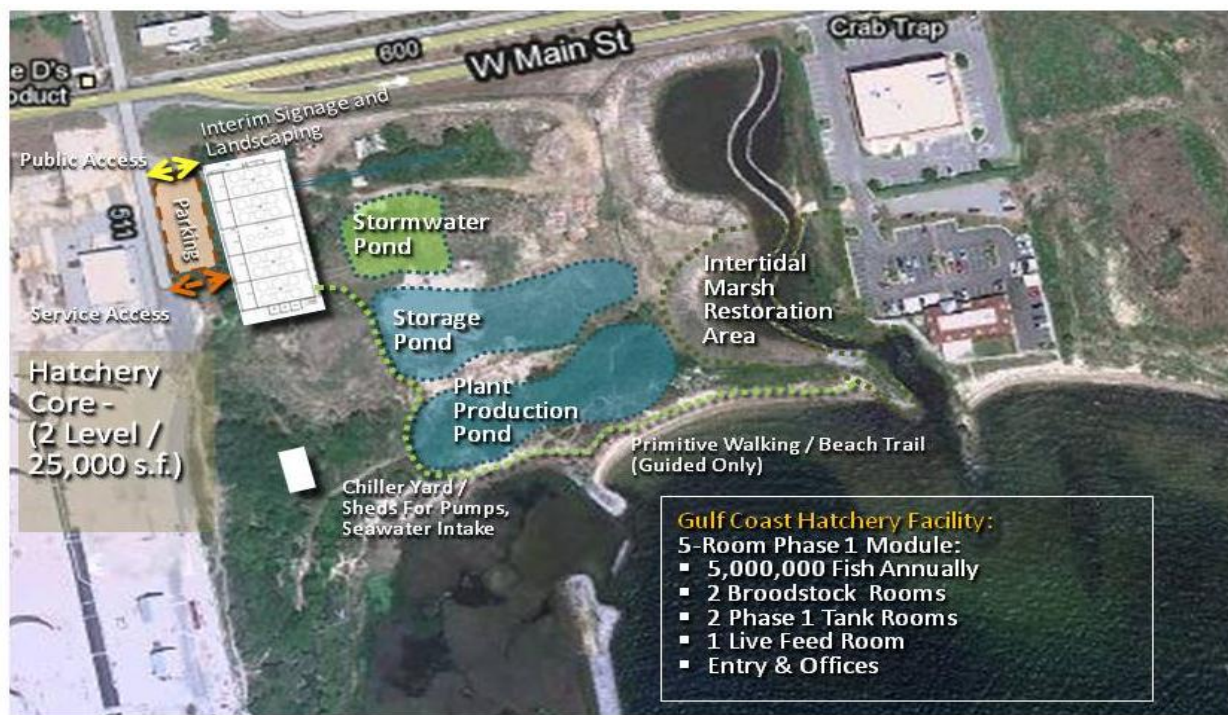 Crab Trap
600
W Main St
e D's
oduct
Interim Signage and
Landscaping
Public Access
Parking
511
Service Access
Stormwater
Pond
Storage
Pond
Plant
Production
Pond
Intertidal
Marsh
Restoration
Area
Hatchery
Core -
(2 Level /
25,000 s.f.)
Primitive Walking / Beach Trail
(Guided Only)
Chiller Yard /
Sheds For Pumps,
Seawater Intake
Gulf Coast Hatchery Facility:
5-Room Phase 1 Module:
▪ 5,000,000 Fish Annually
▪ 2 Broodstock Rooms
▪ 2 Phase 1 Tank Rooms
▪ 1 Live Feed Room
▪ Entry & Offices